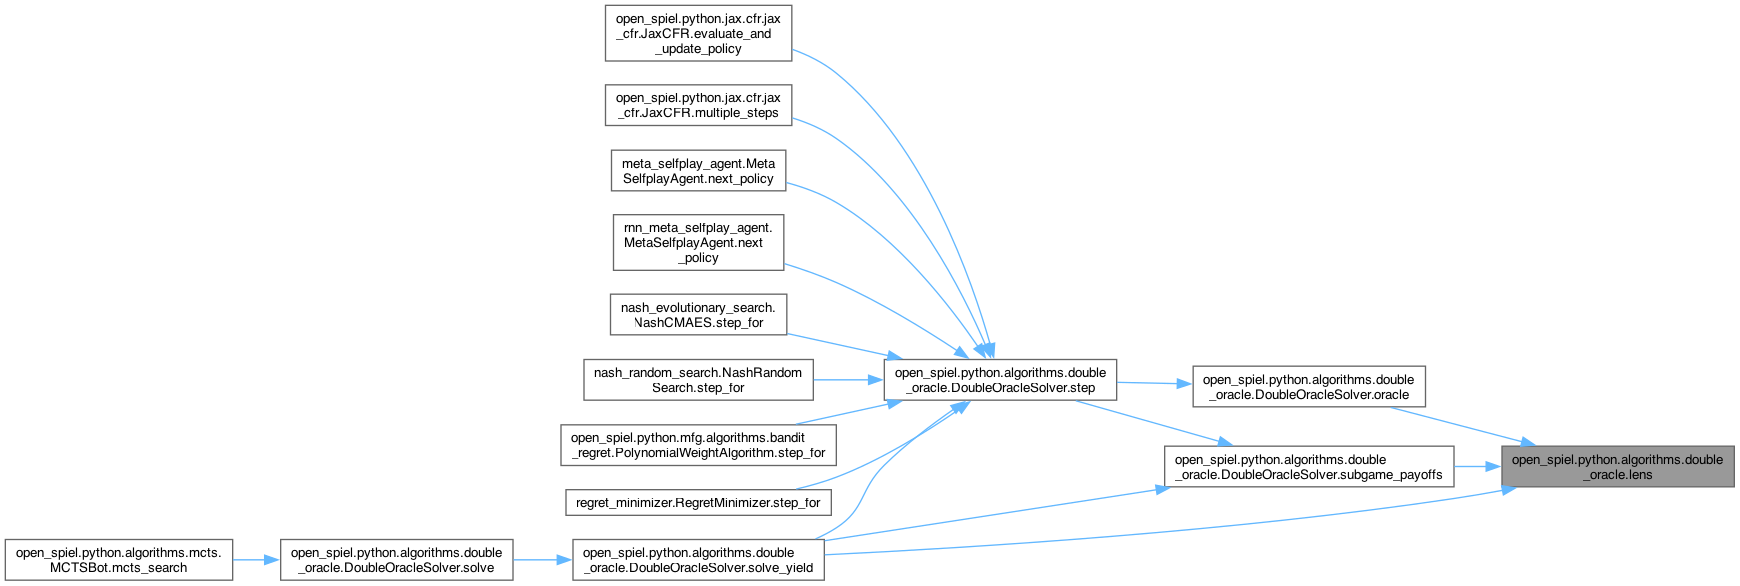 open_spiel.python.jax.cfr.jax
_cfr.JaxCFR.evaluate_and
_update_policy
open_spiel.python.jax.cfr.jax
_cfr.JaxCFR.multiple_steps
meta_selfplay_agent.Meta
SelfplayAgent.next_policy
rnn_meta_selfplay_agent.
MetaSelfplayAgent.next
_policy
nash_evolutionary_search.
NashCMAES.step_for
nash_random_search.NashRandom
Search.step_for
open_spiel.python.algorithms.double
_oracle.DoubleOracleSolver.step
open_spiel.python.algorithms.double
_oracle.DoubleOracleSolver.oracle
open_spiel.python.mfg.algorithms.bandit
_regret.PolynomialWeightAlgorithm.step_for
open_spiel.python.algorithms.double
_oracle.DoubleOracleSolver.subgame_payoffs
open_spiel.python.algorithms.double
_oracle.lens
regret_minimizer.RegretMinimizer.step_for
open_spiel.python.algorithms.mcts.
MCTSBot.mcts_search
open_spiel.python.algorithms.double
_oracle.DoubleOracleSolver.solve
open_spiel.python.algorithms.double
_oracle.DoubleOracleSolver.solve_yield